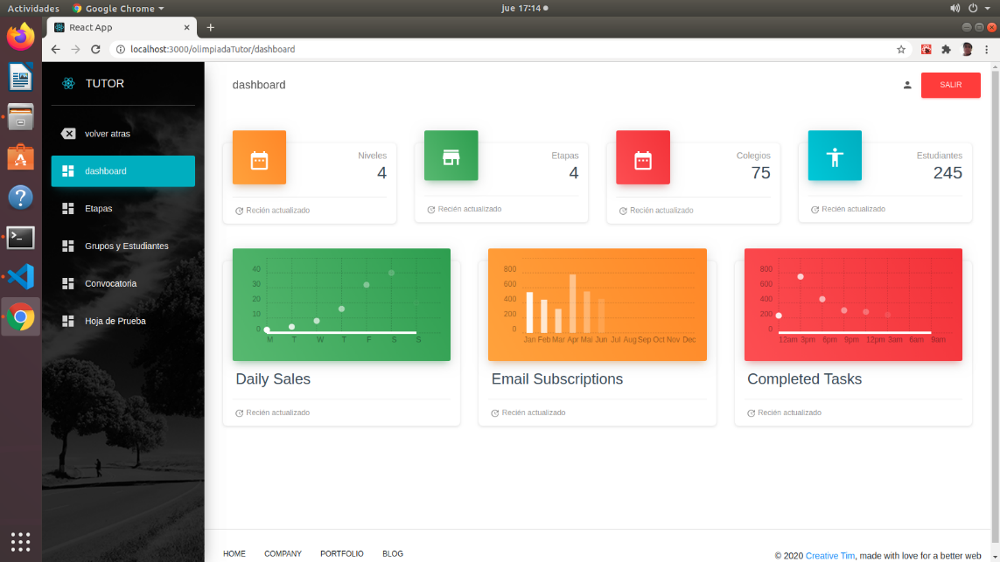 Actividades Google Chrome jue 17:14
React App
localhost:3000/olimpiadaTutor/dashboard
TUTOR
volver atras
dashboard
Etapas
Grupos y Estudiantes
Convocatoria
Hoja de Prueba
dashboard SALIR
Niveles
4
Recién actualizado
Etapas
4
Recién actualizado
Colegios
75
Recién actualizado
Estudiantes
245
Recién actualizado
40
30
20
10
0
M T W T F S S
Daily Sales
Recién actualizado
800
600
400
200
0
Jan Feb Mar Apr Mai Jun Jul Aug Sep Oct Nov Dec
Email Subscriptions
Recién actualizado
800
600
400
200
0
12am 3pm 6pm 9pm 12pm 3am 6am 9am
Completed Tasks
Recién actualizado
HOME COMPANY PORTFOLIO BLOG
© 2020 Creative Tim, made with love for a better web